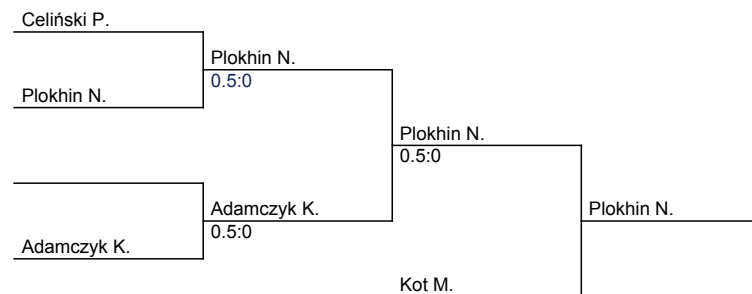 Celiński P.
Plokhin N.
0.5:0
Plokhin N.
Plokhin N.
0.5:0
Adamczyk K.
0.5:0
Plokhin N.
Adamczyk K.
Kot M.